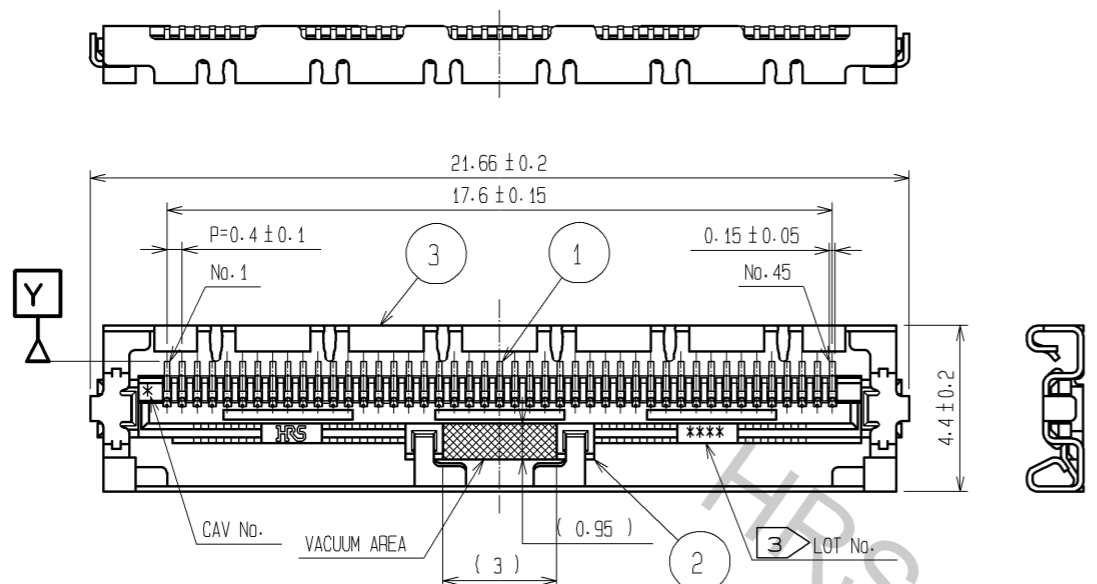 21.66 ±0.2
17.6 ±0.15
P=0.4 ±0.1
0.15 ±0.05
3
1
No.1
No.45
Y
4.4 ±0.2
*
HRS
****
CAV No.
VACUUM AREA
( 0.95 )
( 3 )
2
3
LOT No.
HRS